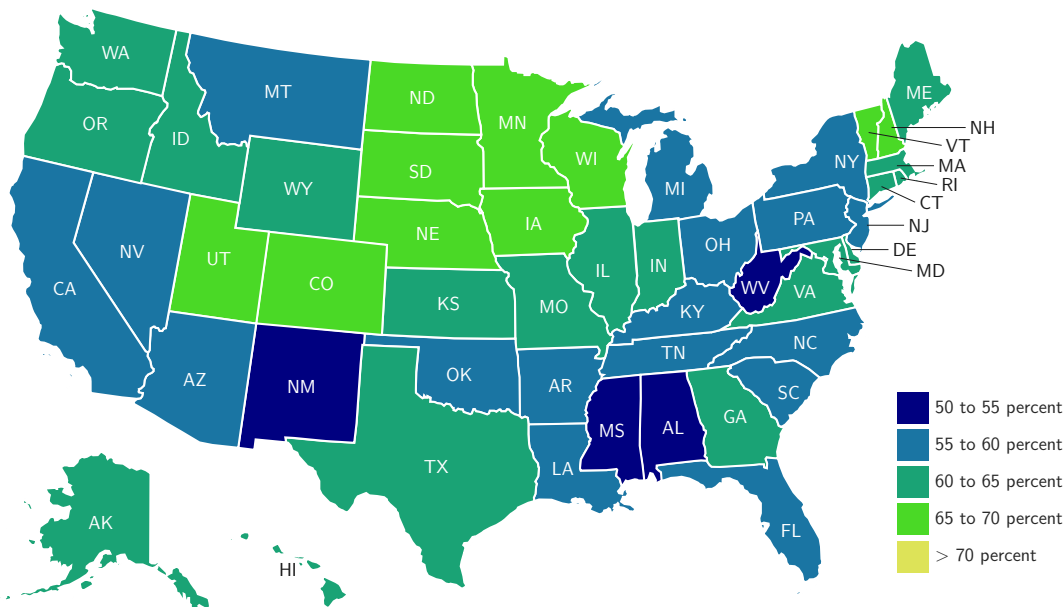 WA
ME
MT
ND
MN
OR
NH
ID
VT
WI
NY
MA
SD
RI
WY
MI
CT
IA
PA
NJ
NE
OH
NV
DE
UT
IL
IN
MD
CO
CA
WV
VA
KS
MO
KY
NC
TN
OK
AZ
NM
AR
SC
50 to 55 percent
GA
MS
AL
55 to 60 percent
TX
LA
60 to 65 percent
AK
65 to 70 percent
FL
> 70 percent
HI